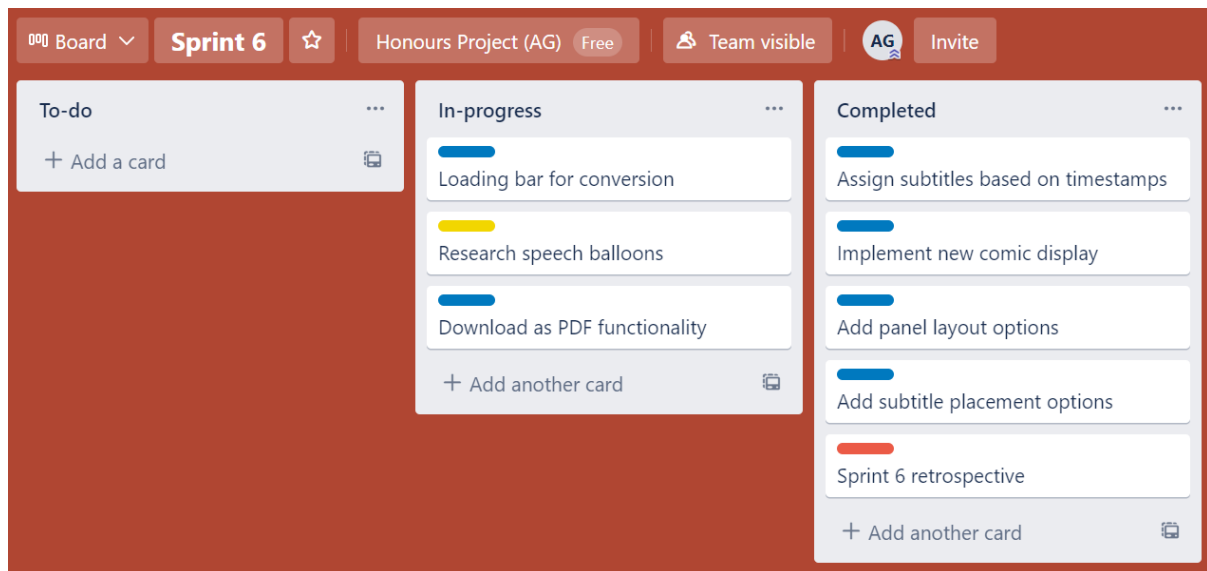 Board Sprint 6 Honours Project (AG) Free Team visible AG Invite
To-do
+ Add a card
In-progress
Loading bar for conversion
Research speech balloons
Download as PDF functionality
+ Add another card
Completed
Assign subtitles based on timestamps
Implement new comic display
Add panel layout options
Add subtitle placement options
Sprint 6 retrospective
+ Add another card